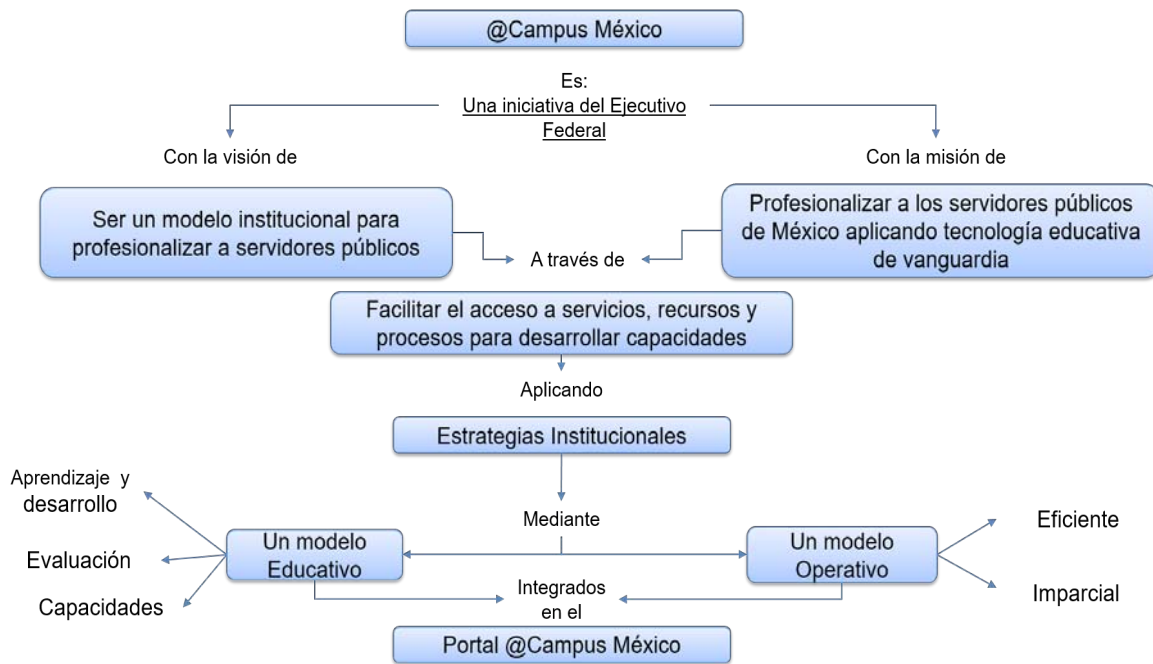 @Campus México
Es:
Una iniciativa del Ejecutivo
Federal
Con la visión de
Con la misión de
Ser un modelo institucional para
profesionalizar a servidores públicos
Profesionalizar a los servidores públicos
de México aplicando tecnología educativa
de vanguardia
A través de
Facilitar el acceso a servicios, recursos y
procesos para desarrollar capacidades
Aplicando
Estrategias Institucionales
Mediante
Un modelo
Educativo
Aprendizaje y
desarrollo
Evaluación
Capacidades
Un modelo
Operativo
Eficiente
Imparcial
Integrados
en el
Portal @Campus México